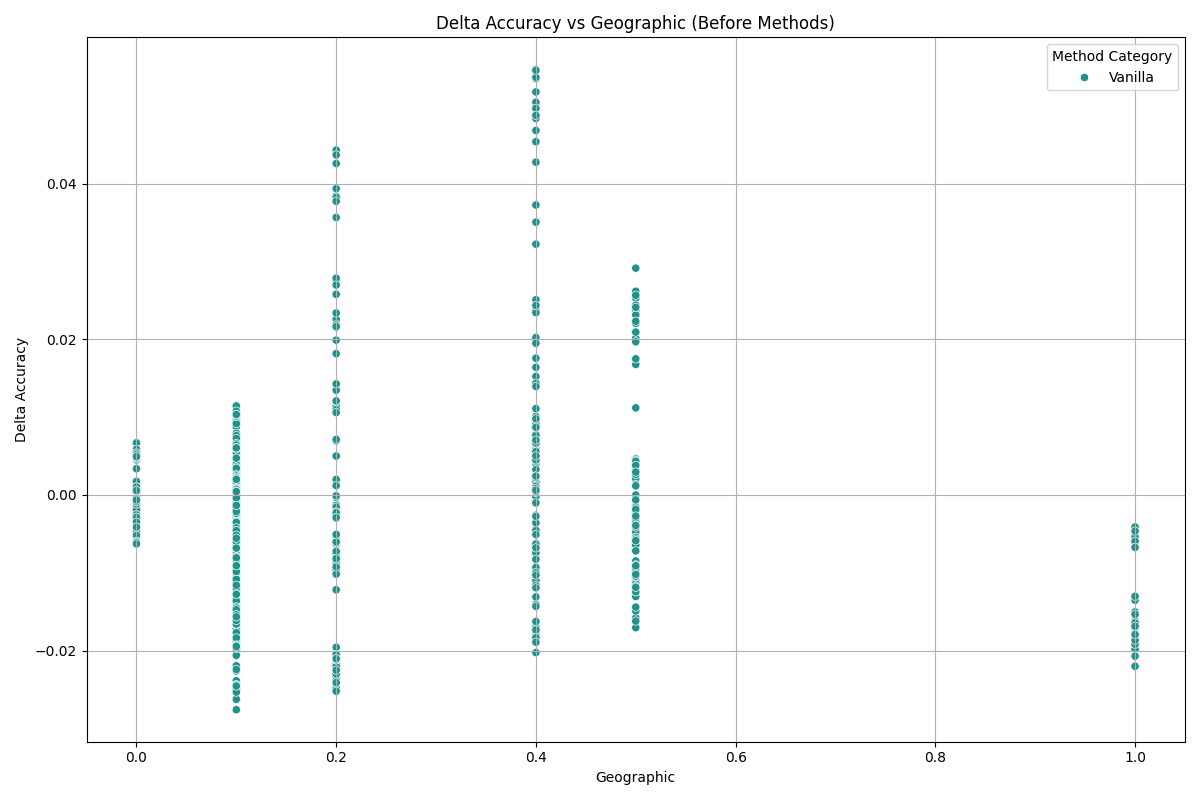 Delta Accuracy vs Geographic (Before Methods)
Method Category
Vanilla
Delta Accuracy
0.04
0.02
0.00
−0.02
0.0 0.2 0.4 0.6 0.8 1.0
Geographic